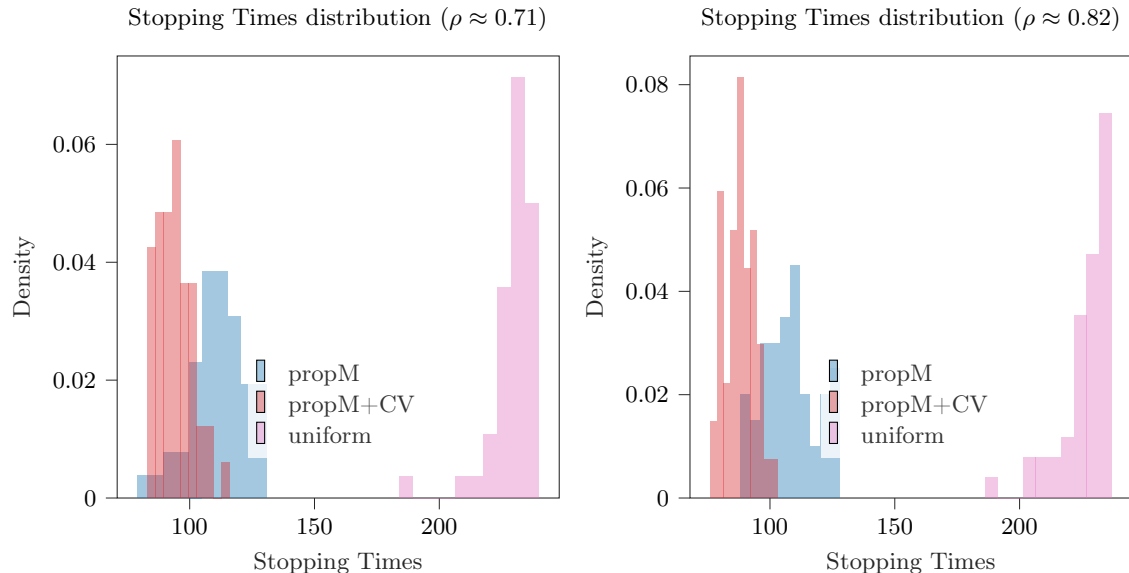 Stopping Times distribution (ρ ≈ 0.71)
0.06
0.04
0.02
0
Density
propM
propM+CV
uniform
100
150
200
Stopping Times
Stopping Times distribution (ρ ≈ 0.82)
0.08
0.06
0.04
0.02
0
Density
propM
propM+CV
uniform
100
150
200
Stopping Times